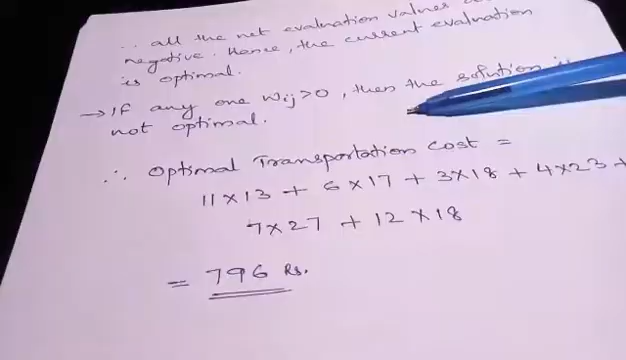 ∴ all the net evaluation values
negative. Hence, the current evaluation
is optimal.
→ If any one Wij>0, then the solution is
not optimal.
∴ Optimal Transportation cost =
11×13 + 6×17 + 3×18 + 4×23 +
7×27 + 12×18
= 796 Rs.